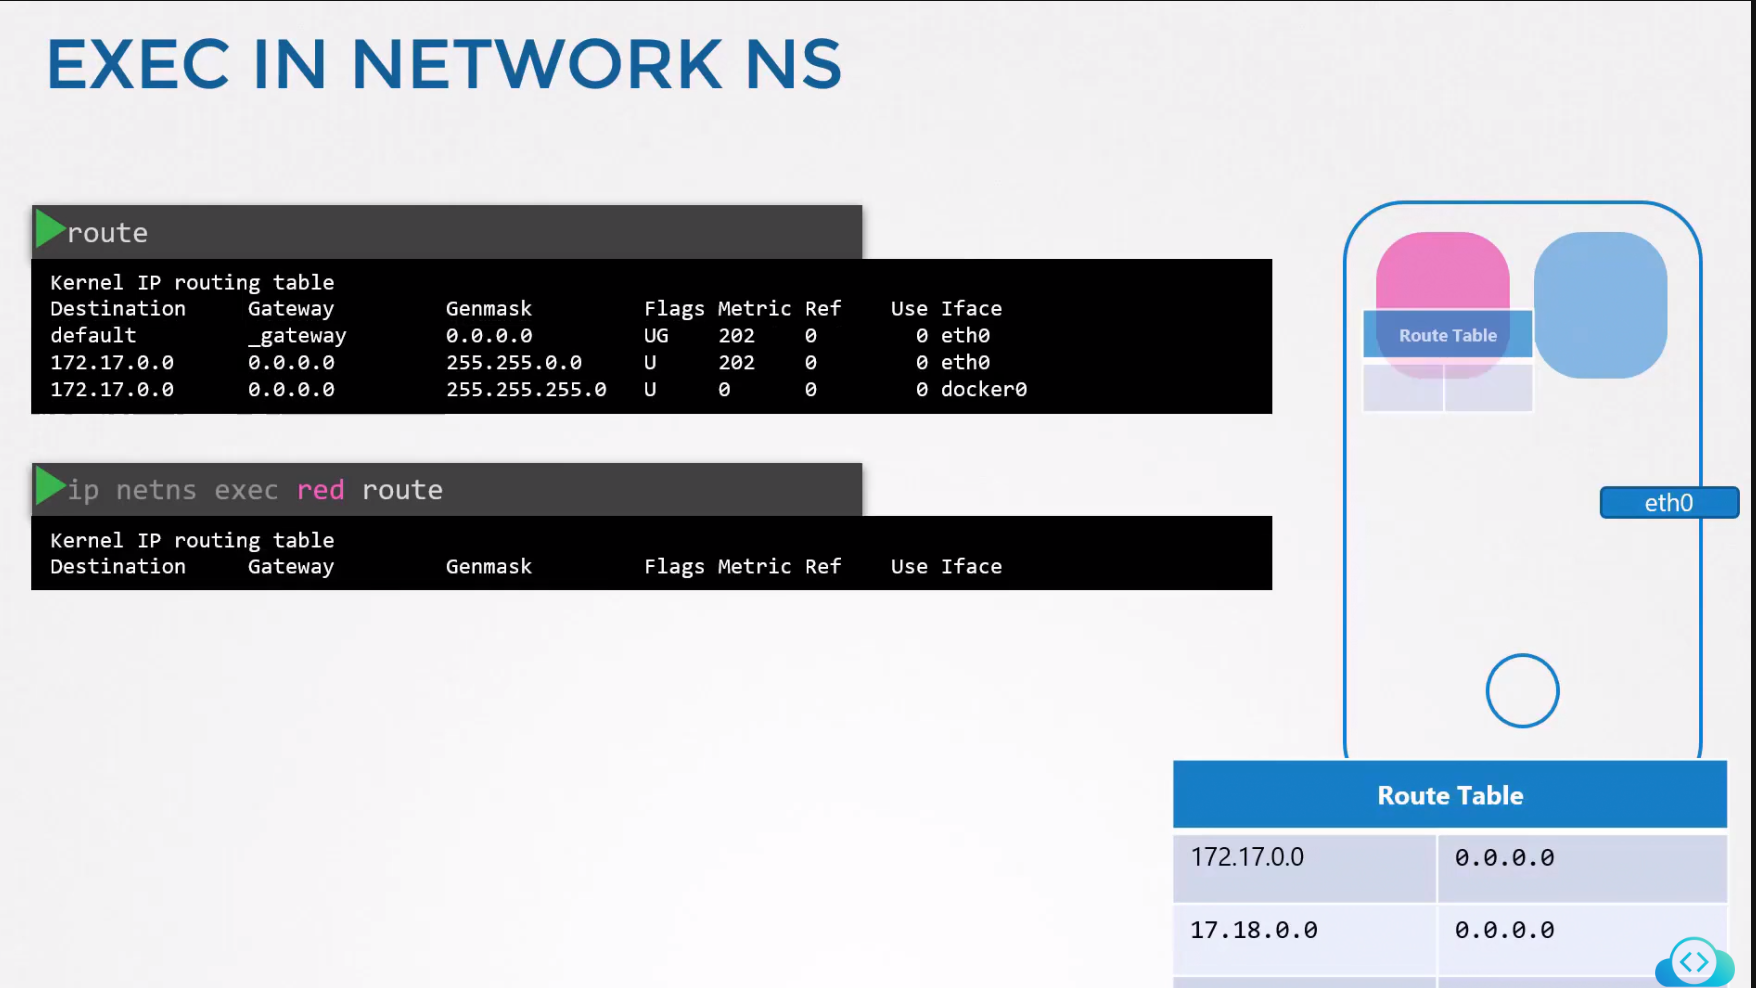 EXEC IN NETWORK NS
route
Kernel IP routing table
Destination Gateway Genmask Flags Metric Ref Use Iface
default _gateway 0.0.0.0 UG 202 0 0 eth0
172.17.0.0 0.0.0.0 255.255.0.0 U 202 0 0 eth0
172.17.0.0 0.0.0.0 255.255.255.0 U 0 0 0 docker0
ip netns exec red route
Kernel IP routing table
Destination Gateway Genmask Flags Metric Ref Use Iface
Route Table
eth0
Route Table
172.17.0.0 0.0.0.0
17.18.0.0 0.0.0.0